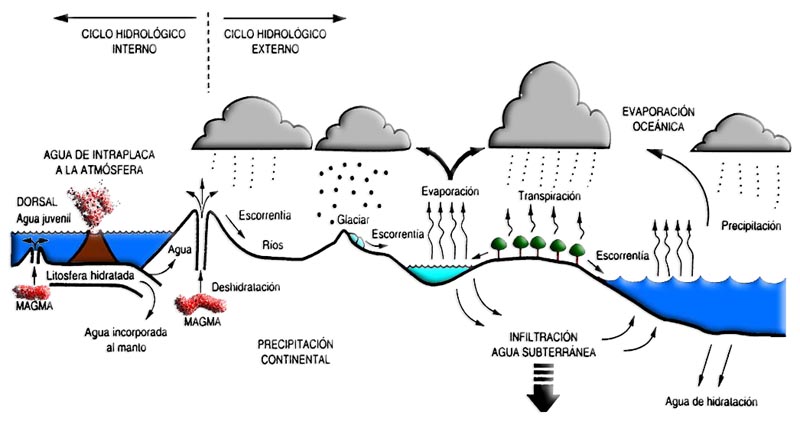 CICLO HIDROLÓGICO
INTERNO
CICLO HIDROLÓGICO
EXTERNO
EVAPORACIÓN
OCEÁNICA
AGUA DE INTRAPLACA
A LA ATMÓSFERA
DORSAL
Agua juvenil
Escorrentía
Glaciar
Evaporación
Transpiración
Precipitación
Agua
Ríos
Escorrentía
Escorrentía
Litosfera hidratada
Deshidratación
MAGMA
MAGMA
Agua incorporada
al manto
PRECIPITACIÓN
CONTINENTAL
INFILTRACIÓN
AGUA SUBTERRÁNEA
Agua de hidratación